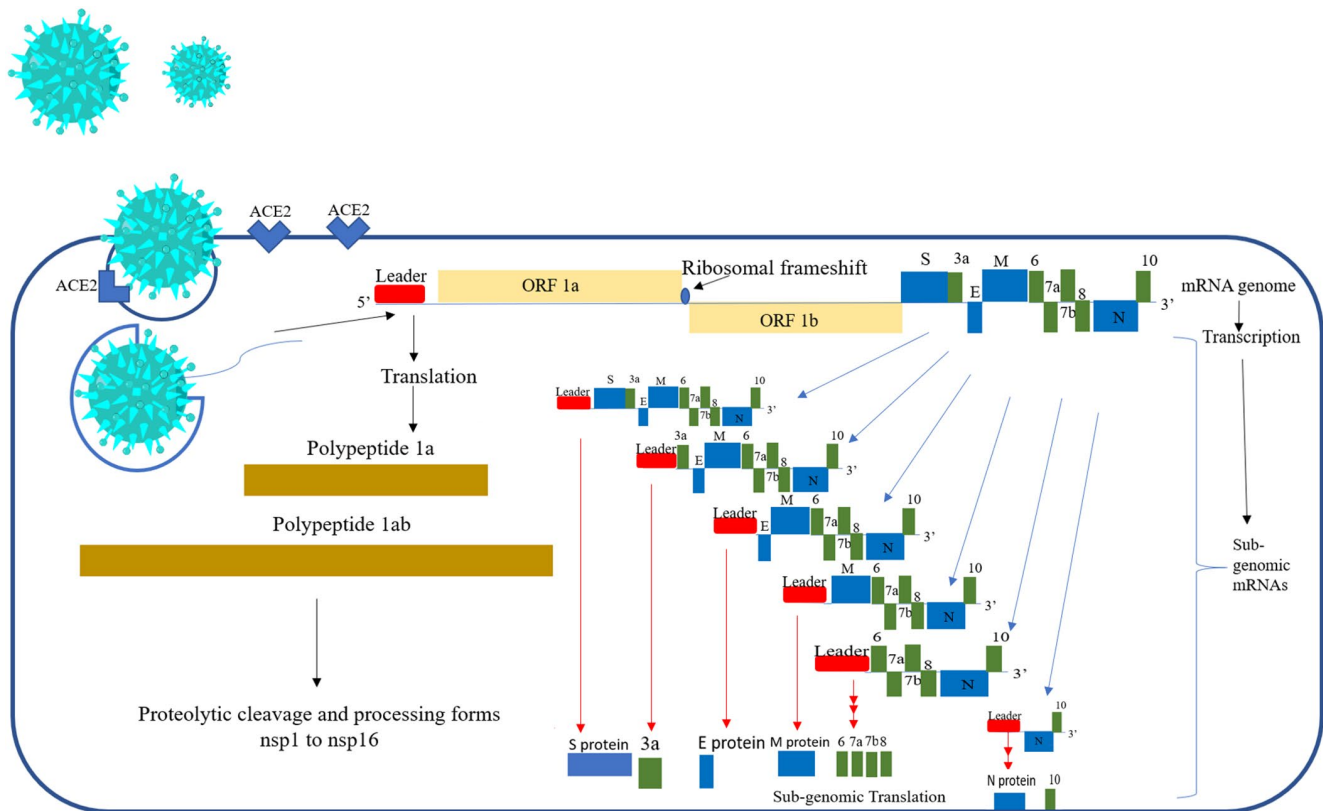 ACE2
ACE2
ACE2
Leader
5’
ORF 1a
Ribosomal frameshift
ORF 1b
S
3a
E
M
6
7a
7b
8
N
10
3’
mRNA genome
Transcription
Sub-
genomic
mRNAs
Translation
Polypeptide 1a
Polypeptide 1ab
Proteolytic cleavage and processing forms
nsp1 to nsp16
Leader
S
3a
E
M
6
7a
7b
8
N
10
3’
Leader
3a
E
M
6
7a
7b
8
N
10
3’
Leader
E
M
6
7a
7b
8
N
10
3’
Leader
M
6
7a
7b
8
N
10
3’
Leader
6
7a
7b
8
N
10
3’
Leader
N
10
3’
S protein
3a
E protein
M protein
6 7a 7b 8
N protein
10
Sub-genomic Translation